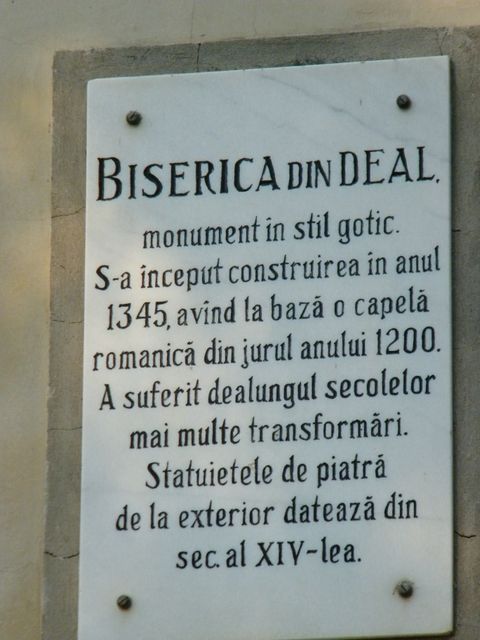 BISERICA DIN DEAL,
monument în stil gotic.
S-a început construirea în anul
1345, avînd la bază o capelă
romanică din jurul anului 1200.
A suferit dealungul secolelor
mai multe transformări.
Statuietele de piatră
de la exterior datează din
sec. al XIV-lea.